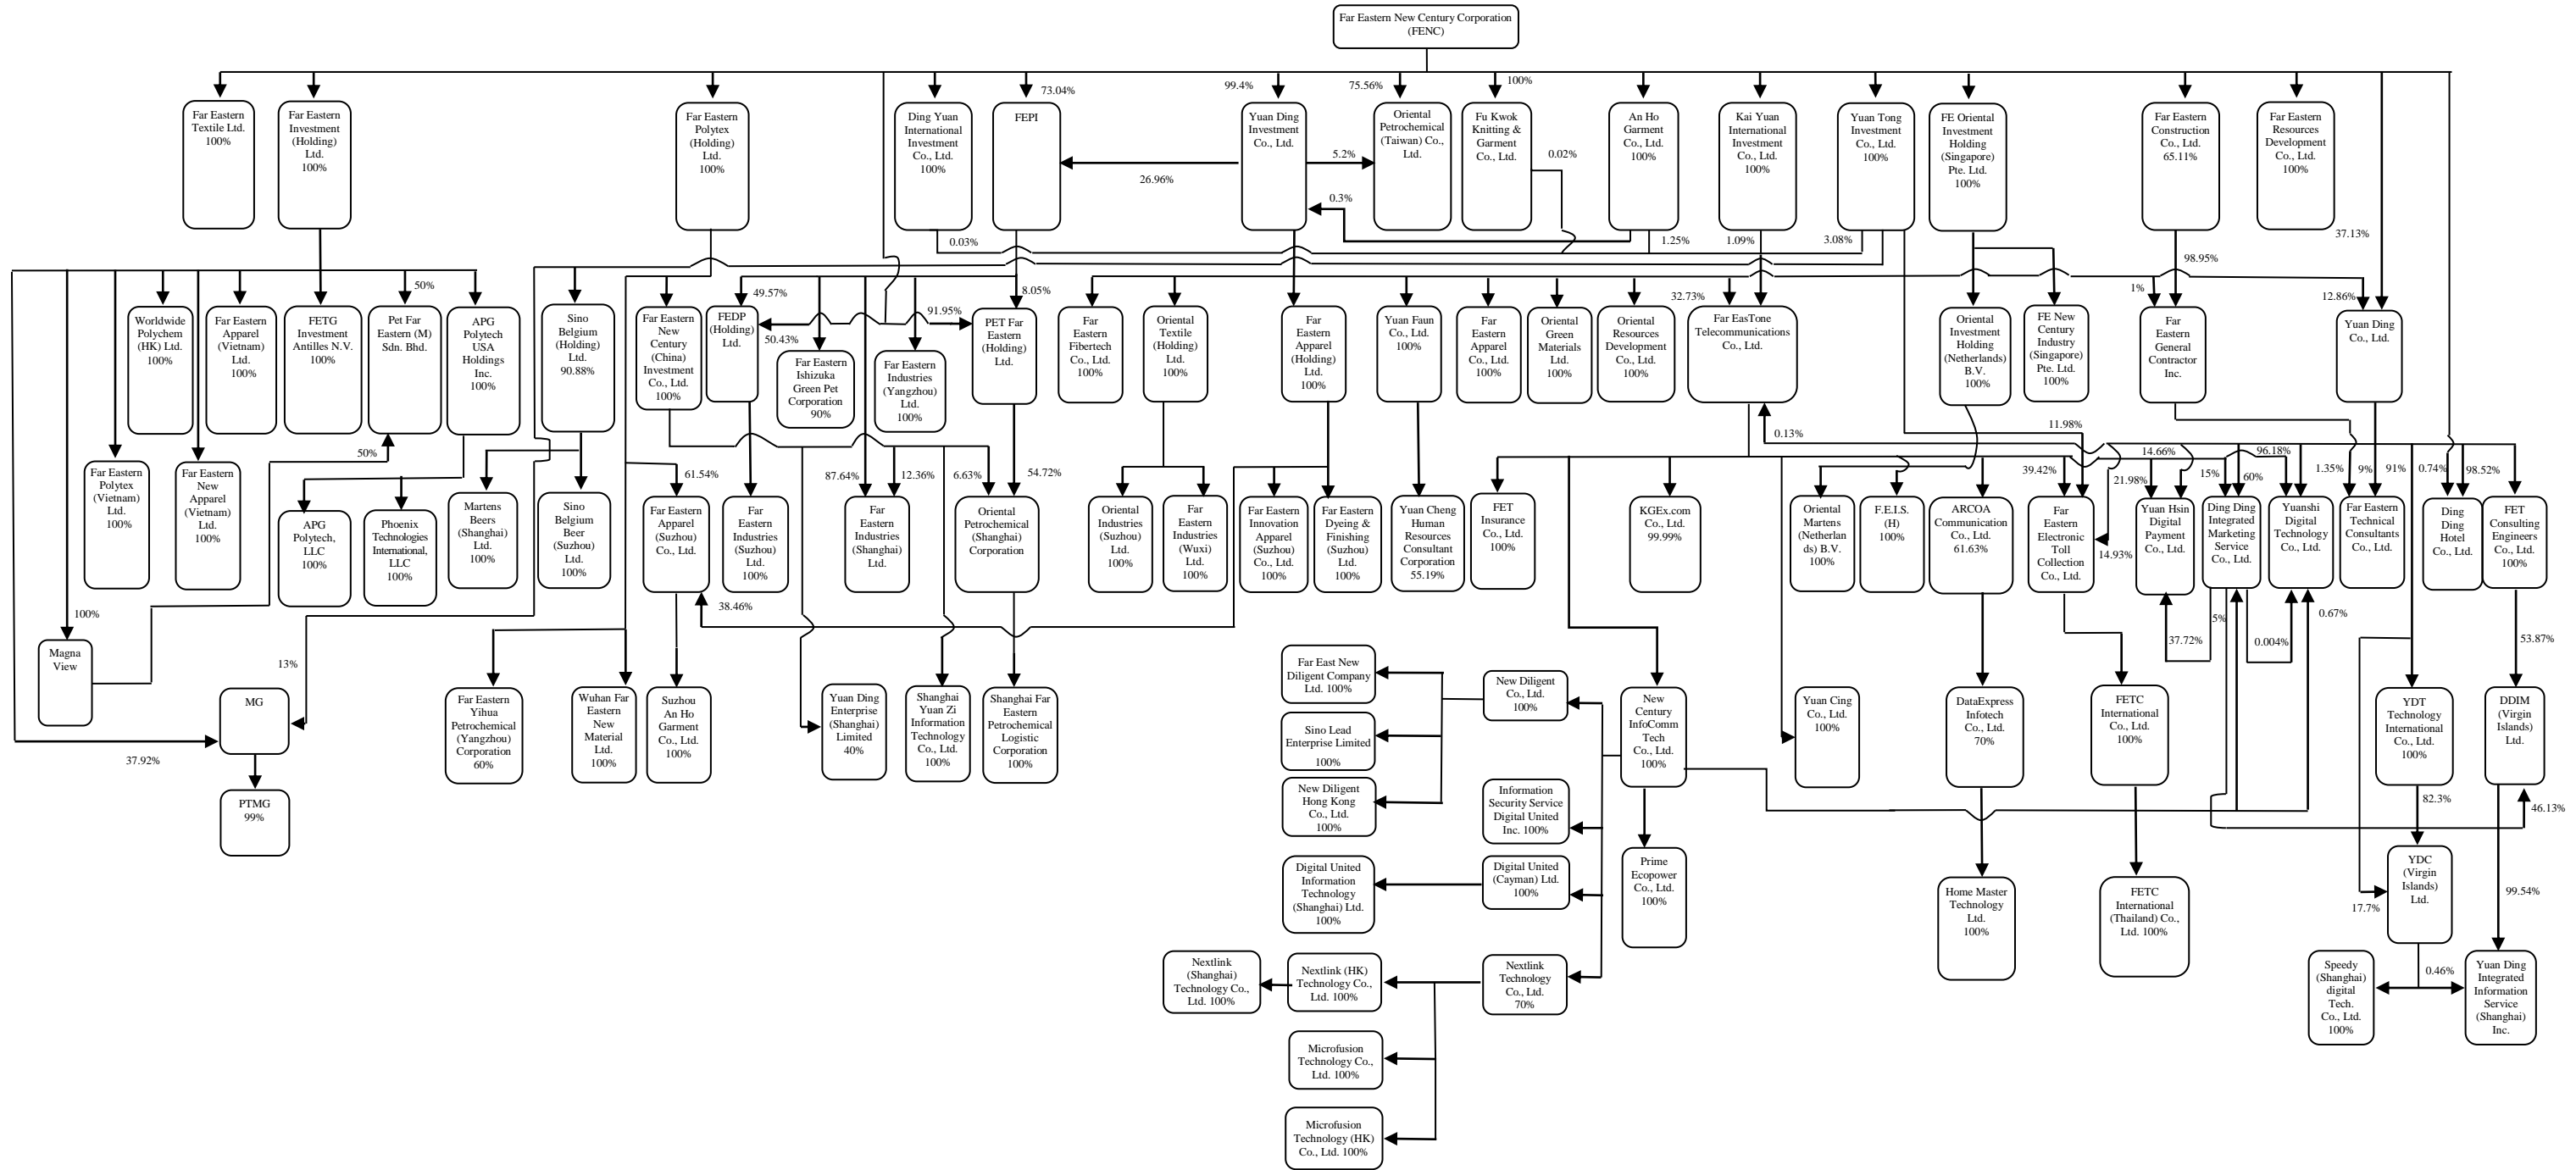 Far Eastern New Century Corporation
(FENC)
73.04%
99.4%
75.56%
100%
Far Eastern
Textile Ltd.
100%
Far Eastern
Investment
(Holding)
Ltd.
100%
Far Eastern
Polytex
(Holding)
Ltd.
100%
Ding Yuan
International
Investment
Co., Ltd.
100%
FEPI
Yuan Ding
Investment
Co., Ltd.
Oriental
Petrochemical
(Taiwan) Co.,
Ltd.
Fu Kwok
Knitting &
Garment
Co., Ltd.
An Ho
Garment
Co., Ltd.
100%
Kai Yuan
International
Investment
Co., Ltd.
100%
Yuan Tong
Investment
Co., Ltd.
100%
FE Oriental
Investment
Holding
(Singapore)
Pte. Ltd.
100%
Far Eastern
Construction
Co., Ltd.
65.11%
Far Eastern
Resources
Development
Co., Ltd.
100%
26.96%
5.2%
0.02%
0.3%
0.03%
1.25%
1.09%
3.08%
37.13%
98.95%
50%
49.57%
8.05%
91.95%
50.43%
32.73%
1%
12.86%
Worldwide
Polychem
(HK) Ltd.
100%
Far Eastern
Apparel
(Vietnam)
Ltd.
100%
FETG
Investment
Antilles N.V.
100%
Pet Far
Eastern (M)
Sdn. Bhd.
APG
Polytech
USA
Holdings
Inc.
100%
Sino
Belgium
(Holding)
Ltd.
90.88%
Far Eastern
New
Century
(China)
Investment
Co., Ltd.
100%
FEDP
(Holding)
Ltd.
Far Eastern
Ishizuka
Green Pet
Corporation
90%
Far Eastern
Industries
(Yangzhou)
Ltd.
100%
PET Far
Eastern
(Holding)
Ltd.
Far
Eastern
Fibertech
Co., Ltd.
100%
Oriental
Textile
(Holding)
Ltd.
100%
Far
Eastern
Apparel
(Holding)
Ltd.
100%
Yuan Faun
Co., Ltd.
100%
Far
Eastern
Apparel
Co., Ltd.
100%
Oriental
Green
Materials
Ltd.
100%
Oriental
Resources
Development
Co., Ltd.
100%
Far EasTone
Telecommunications
Co., Ltd.
Oriental
Investment
Holding
(Netherlands)
B.V.
100%
FE New
Century
Industry
(Singapore)
Pte. Ltd.
100%
Far
Eastern
General
Contractor
Inc.
Yuan Ding
Co., Ltd.
50%
61.54%
87.64%
12.36%
6.63%
54.72%
0.13%
11.98%
39.42%
14.93%
14.66%
21.98%
15%
60%
96.18%
1.35%
9%
91%
0.74%
98.52%
Far Eastern
Polytex
(Vietnam)
Ltd.
100%
Far Eastern
New
Apparel
(Vietnam)
Ltd.
100%
APG
Polytech,
LLC
100%
Phoenix
Technologies
International,
LLC
100%
Martens
Beers
(Shanghai)
Ltd.
100%
Sino
Belgium
Beer
(Suzhou)
Ltd.
100%
Far Eastern
Apparel
(Suzhou)
Co., Ltd.
Far
Eastern
Industries
(Suzhou)
Ltd.
100%
Far
Eastern
Industries
(Shanghai)
Ltd.
Oriental
Petrochemical
(Shanghai)
Corporation
Oriental
Industries
(Suzhou)
Ltd.
100%
Far
Eastern
Industries
(Wuxi)
Ltd.
100%
Far Eastern
Innovation
Apparel
(Suzhou)
Co., Ltd.
100%
Far Eastern
Dyeing &
Finishing
(Suzhou)
Ltd.
100%
Yuan Cheng
Human
Resources
Consultant
Corporation
55.19%
FET
Insurance
Co., Ltd.
100%
KGEx.com
Co., Ltd.
99.99%
Oriental
Martens
(Netherlan
ds) B.V.
100%
F.E.I.S.
(H)
100%
ARCOA
Communication
Co., Ltd.
61.63%
Far
Eastern
Electronic
Toll
Collection
Co., Ltd.
Yuan Hsin
Digital
Payment
Co., Ltd.
Ding Ding
Integrated
Marketing
Service
Co., Ltd.
Yuanshi
Digital
Technology
Co., Ltd.
Far Eastern
Technical
Consultants
Co., Ltd.
Ding
Ding
Hotel
Co., Ltd.
FET
Consulting
Engineers
Co., Ltd.
100%
100%
38.46%
13%
37.72%
5%
0.004%
0.67%
53.87%
37.92%
Magna
View
MG
PTMG
99%
Far Eastern
Yihua
Petrochemical
(Yangzhou)
Corporation
60%
Wuhan Far
Eastern
New
Material
Ltd.
100%
Suzhou
An Ho
Garment
Co., Ltd.
100%
Yuan Ding
Enterprise
(Shanghai)
Limited
40%
Shanghai
Yuan Zi
Information
Technology
Co., Ltd.
100%
Shanghai Far
Eastern
Petrochemical
Logistic
Corporation
100%
Far East New
Diligent Company
Ltd. 100%
Sino Lead
Enterprise Limited
100%
New Diligent
Hong Kong
Co., Ltd.
100%
Digital United
Information
Technology
(Shanghai) Ltd.
100%
New Diligent
Co., Ltd.
100%
Information
Security Service
Digital United
Inc. 100%
Digital United
(Cayman) Ltd.
100%
New
Century
InfoComm
Tech
Co., Ltd.
100%
Prime
Ecopower
Co., Ltd.
100%
Yuan Cing
Co., Ltd.
100%
DataExpress
Infotech
Co., Ltd.
70%
FETC
International
Co., Ltd.
100%
YDT
Technology
International
Co., Ltd.
100%
DDIM
(Virgin
Islands)
Ltd.
82.3%
46.13%
Home Master
Technology
Ltd.
100%
FETC
International
(Thailand) Co.,
Ltd. 100%
YDC
(Virgin
Islands)
Ltd.
17.7%
99.54%
0.46%
Nextlink
(Shanghai)
Technology Co.,
Ltd. 100%
Nextlink (HK)
Technology Co.,
Ltd. 100%
Nextlink
Technology
Co., Ltd.
70%
Speedy
(Shanghai)
digital
Tech.
Co., Ltd.
100%
Yuan Ding
Integrated
Information
Service
(Shanghai)
Inc.
Microfusion
Technology Co.,
Ltd. 100%
Microfusion
Technology (HK)
Co., Ltd. 100%